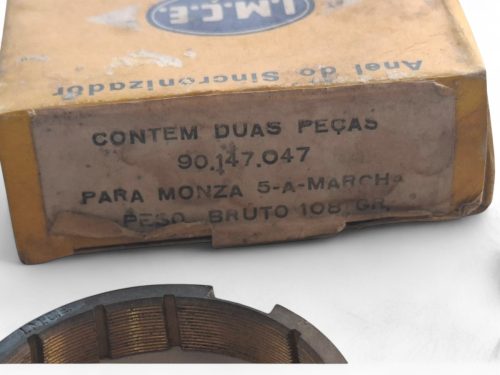 I.M.C.E.
Anel do Sincronizador
CONTEM DUAS PEÇAS
90.147.047
PARA MONZA 5-A-MARCHA
PESO BRUTO 108 GR.